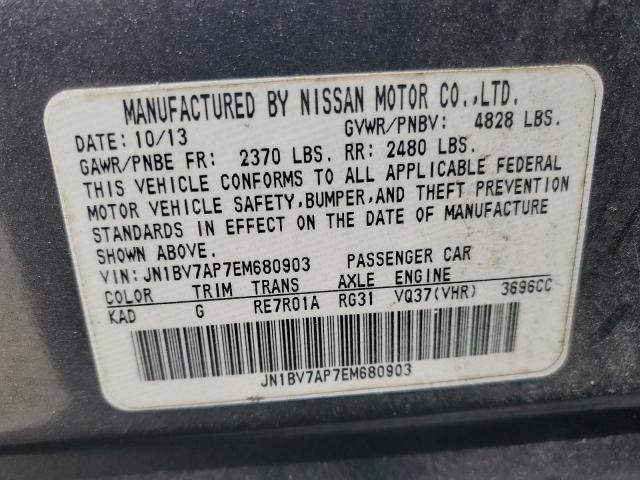 MANUFACTURED BY NISSAN MOTOR CO.,LTD.
DATE: 10/13 GVWR/PNBV: 4828 LBS.
GAWR/PNBE FR: 2370 LBS. RR: 2480 LBS.
THIS VEHICLE CONFORMS TO ALL APPLICABLE FEDERAL
MOTOR VEHICLE SAFETY,BUMPER,AND THEFT PREVENTION
STANDARDS IN EFFECT ON THE DATE OF MANUFACTURE
SHOWN ABOVE.
VIN:JN1BV7AP7EM680903 PASSENGER CAR
COLOR TRIM TRANS AXLE ENGINE
KAD G RE7R01A RG31 VQ37(VHR) 3696CC
JN1BV7AP7EM680903